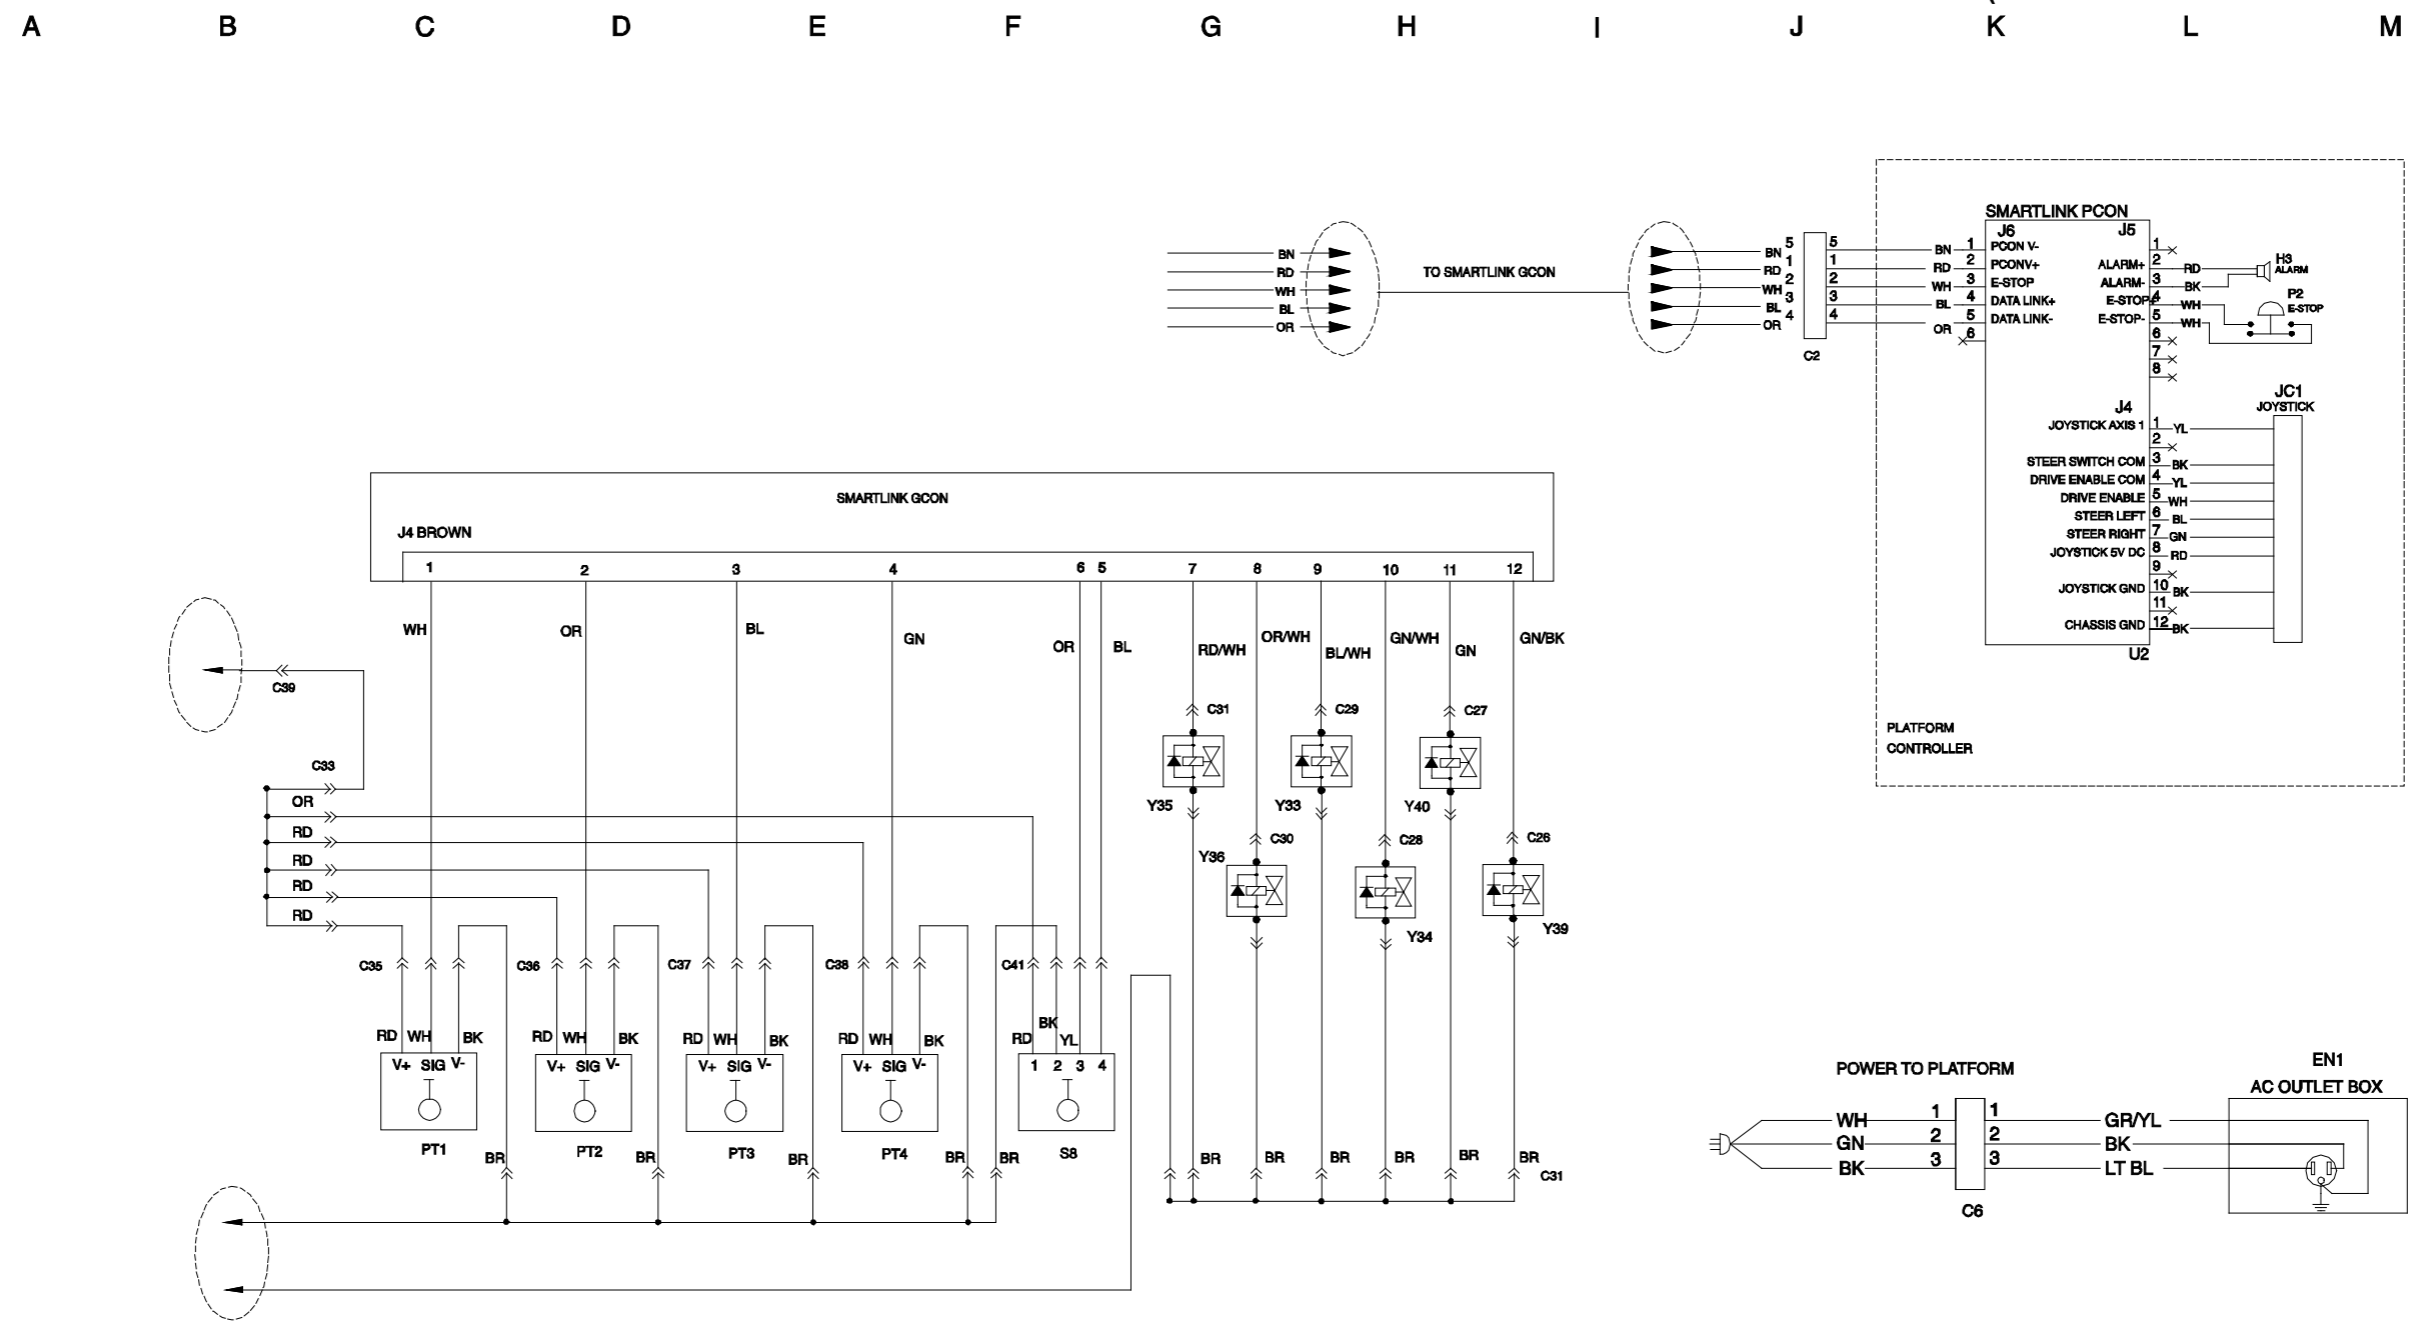 A B C D E F G H I J K L M
SMARTLINK PCON
J6 J5
BN BN 5 5 BN 1 PCON V- 1
RD RD 1 1 RD 2 PCONV+ ALARM+ 2 RD H3 ALARM
TO SMARTLINK GCON
WH WH 2 2 WH 3 E-STOP ALARM- 3 BK
BL BL 3 3 BL 4 DATA LINK+ E-STOP+ 4 WH P2 E-STOP
OR OR 4 4 OR 5 DATA LINK- E-STOP- 5 WH
6 6
7
8
C2
JC1
JOYSTICK
J4
JOYSTICK AXIS 1 1 YL
2
STEER SWITCH COM 3 BK
DRIVE ENABLE COM 4 YL
DRIVE ENABLE 5 WH
STEER LEFT 6 BL
STEER RIGHT 7 GN
JOYSTICK 5V DC 8 RD
9
JOYSTICK GND 10 BK
11
CHASSIS GND 12 BK
U2
PLATFORM
CONTROLLER
SMARTLINK GCON
J4 BROWN
1 2 3 4 6 5 7 8 9 10 11 12
WH OR BL GN OR BL RD/WH OR/WH BL/WH GN/WH GN GN/BK
C39
C31 C29 C27
C33
OR
Y35 Y33 Y40
RD
C30 C28 C26
RD
Y36
RD
RD
Y34 Y39
C35 C36 C37 C38 C41
BK
RD WH BK RD WH BK RD WH BK RD WH BK RD YL
V+ SIG V- V+ SIG V- V+ SIG V- V+ SIG V- 1 2 3 4
PT1 PT2 PT3 PT4 S8
BR BR BR BR BR BR BR BR BR BR BR
C31
POWER TO PLATFORM
EN1
AC OUTLET BOX
WH 1 1 GR/YL
GN 2 2 BK
BK 3 3 LT BL
C6